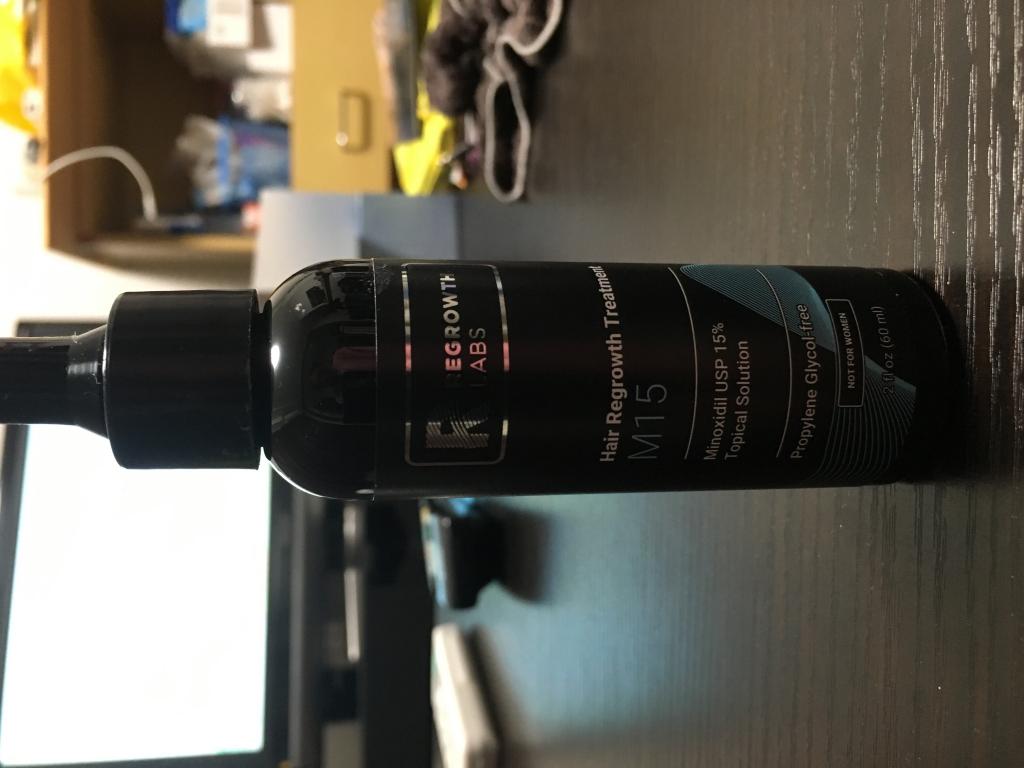 REGROWTH
LABS
Hair Regrowth Treatment
M15
Minoxidil USP 15%
Topical Solution
Propylene Glycol-free
NOT FOR WOMEN
2 fl oz (60 ml)